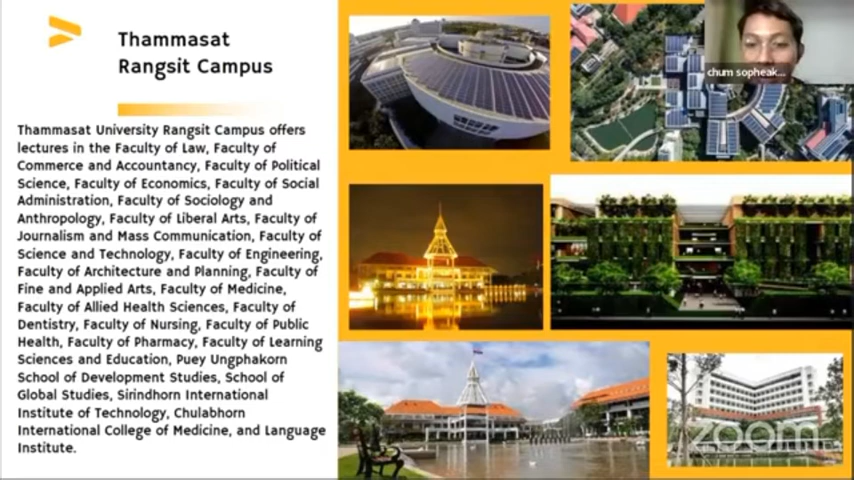 Thammasat
Rangsit Campus
Thammasat University Rangsit Campus offers
lectures in the Faculty of Law, Faculty of
Commerce and Accountancy, Faculty of Political
Science, Faculty of Economics, Faculty of Social
Administration, Faculty of Sociology and
Anthropology, Faculty of Liberal Arts, Faculty of
Journalism and Mass Communication, Faculty of
Science and Technology, Faculty of Engineering,
Faculty of Architecture and Planning, Faculty of
Fine and Applied Arts, Faculty of Medicine,
Faculty of Allied Health Sciences, Faculty of
Dentistry, Faculty of Nursing, Faculty of Public
Health, Faculty of Pharmacy, Faculty of Learning
Sciences and Education, Puey Ungphakorn
School of Development Studies, School of
Global Studies, Sirindhorn International
Institute of Technology, Chulabhorn
International College of Medicine, and Language
Institute.
chum sopheak...
zoom